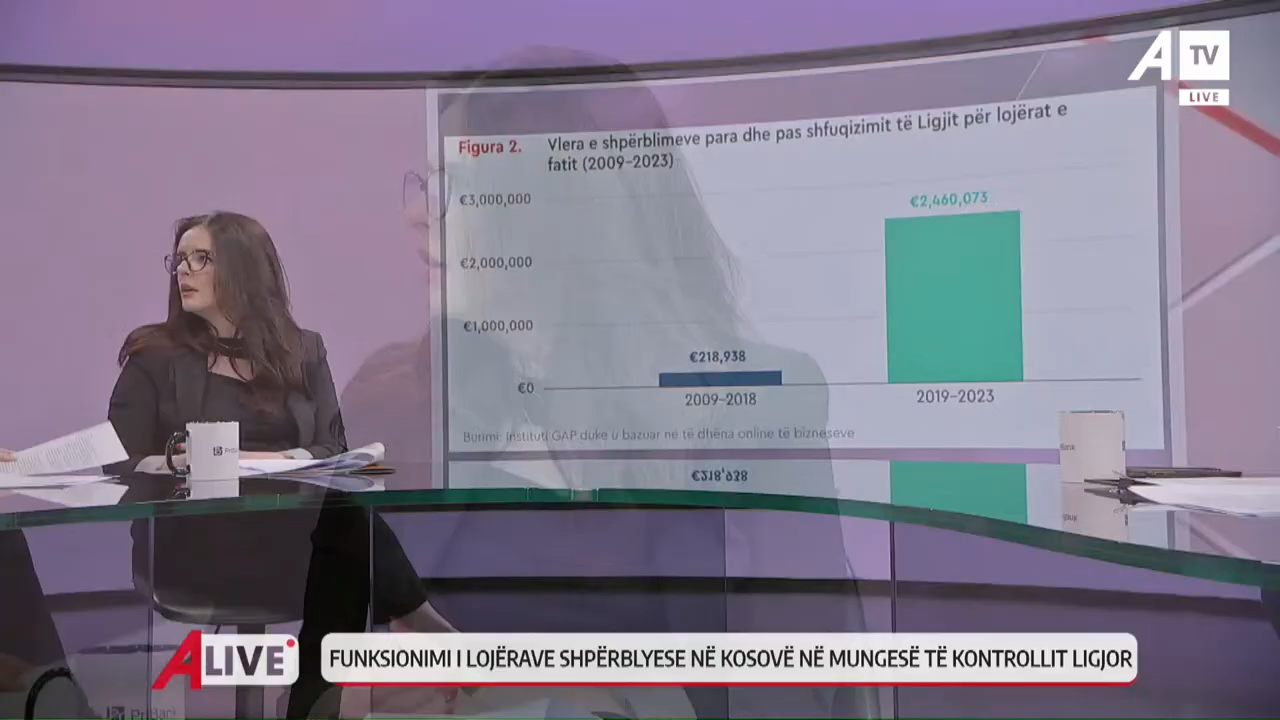 A TV
LIVE
Figura 2. Vlera e shpërblimeve para dhe pas shfuqizimit të Ligjit për lojërat e
fatit (2009-2023)
€3,000,000
€2,000,000
€1,000,000
€0
€218,938
€2,460,073
2009-2018
2019-2023
Burimi: Instituti GAP duke u bazuar në të dhëna online të bizneseve
ALIVE
FUNKSIONIMI I LOJËRAVE SHPËRBLYESE NË KOSOVË NË MUNGESË TË KONTROLLIT LIGJOR
PriBank